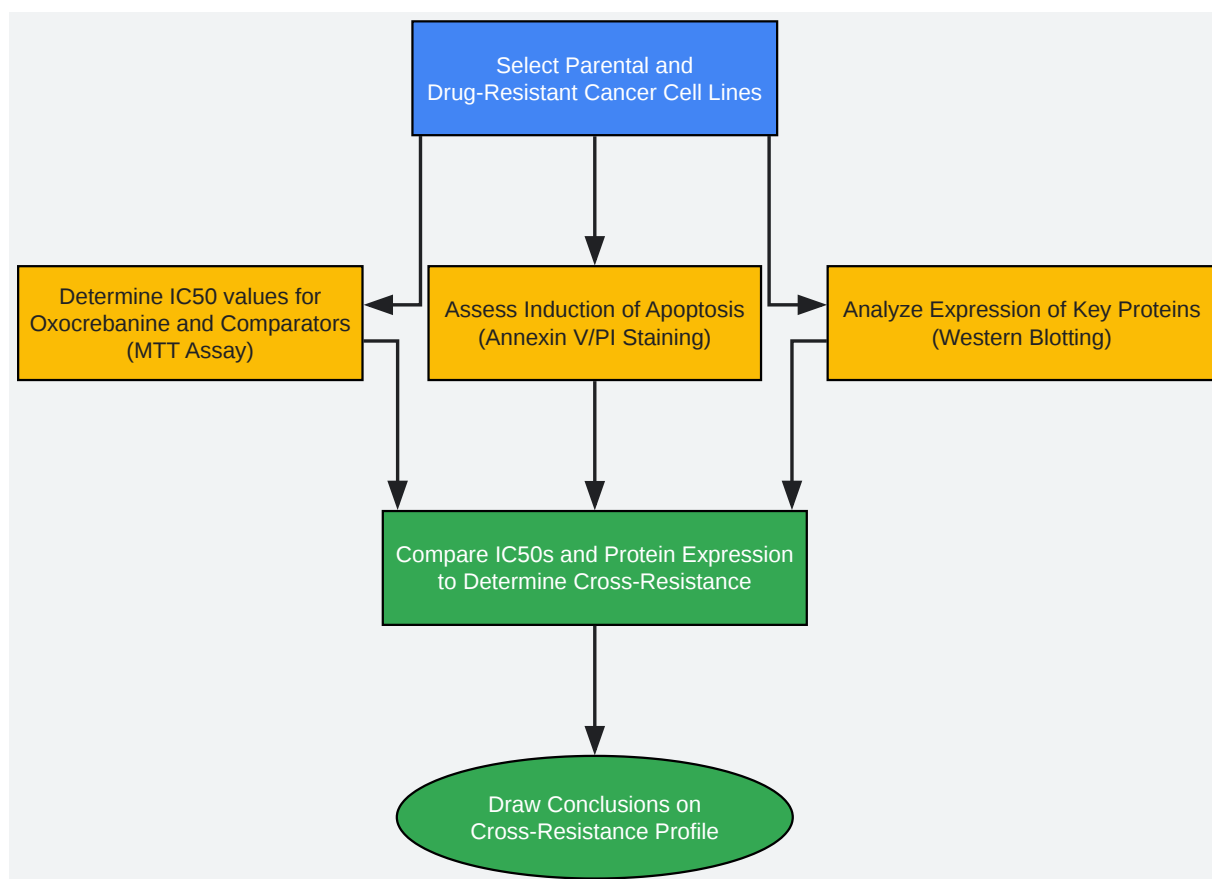 Select Parental and
Drug-Resistant Cancer Cell Lines
Determine IC50 values for
Oxocrebanine and Comparators
(MTT Assay)
Assess Induction of Apoptosis
(Annexin V/PI Staining)
Analyze Expression of Key Proteins
(Western Blotting)
Compare IC50s and Protein Expression
to Determine Cross-Resistance
Draw Conclusions on
Cross-Resistance Profile